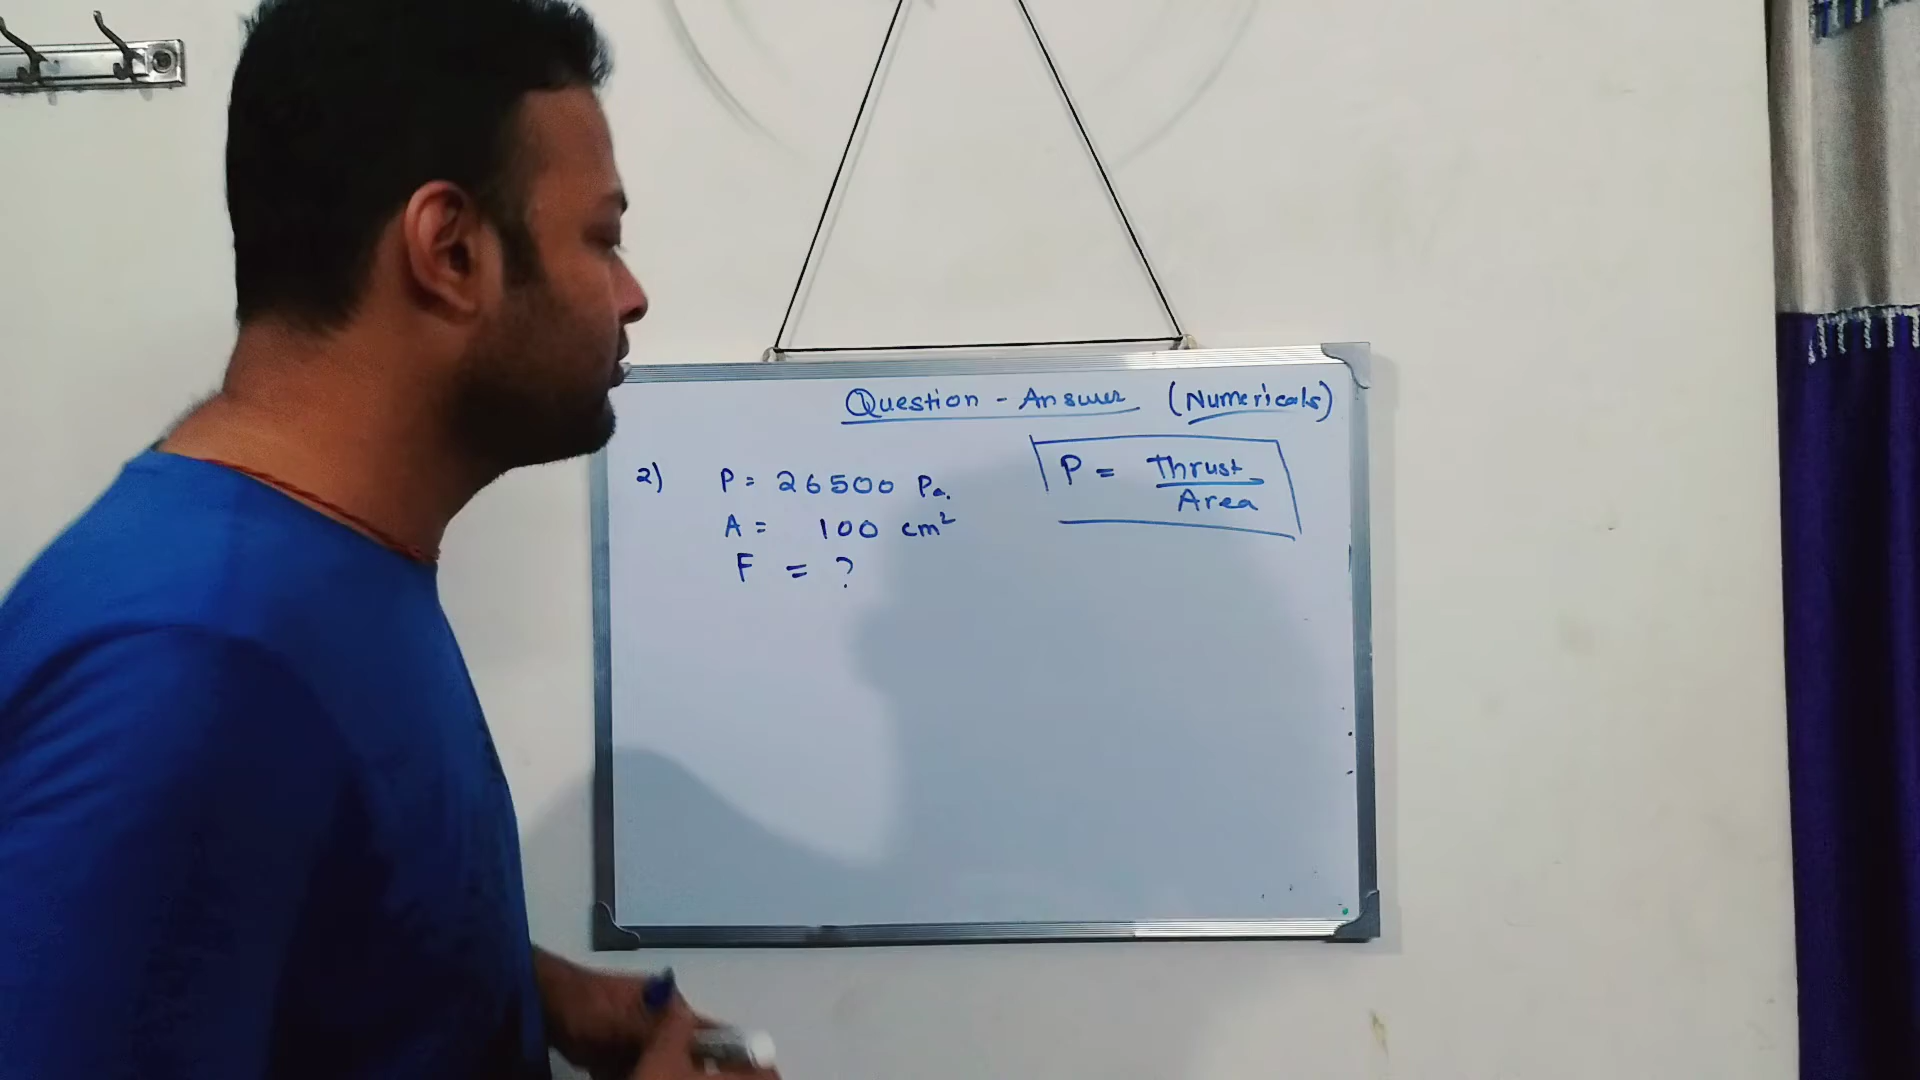 Question - Answer (Numericals)
2) P = 26500 Pa.
A = 100 cm²
F = ?
P = Thrust
Area